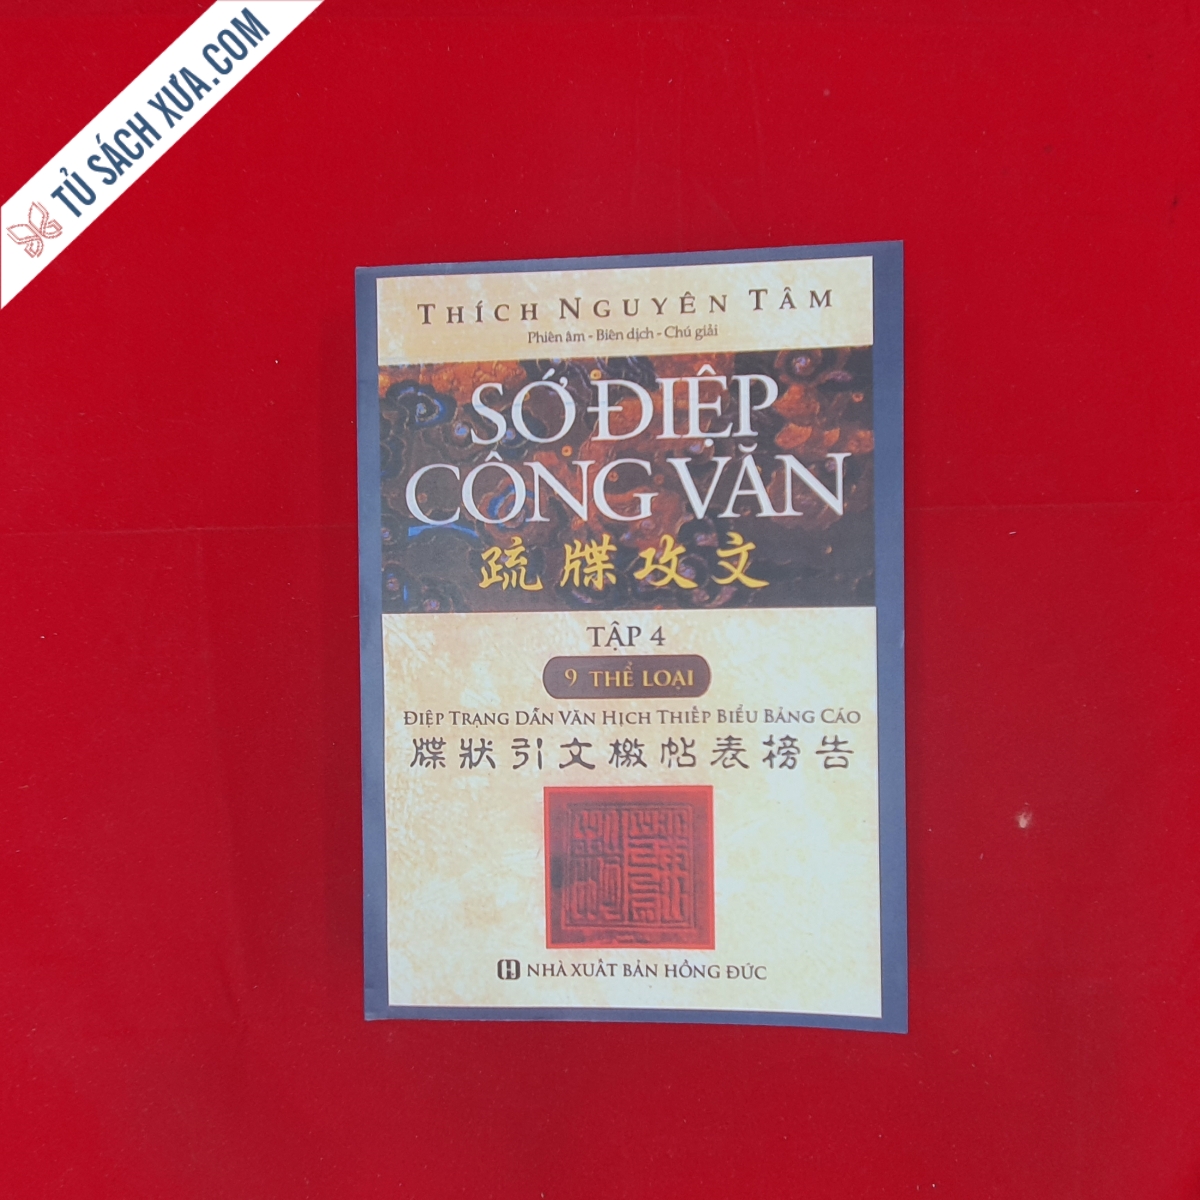 TỦ SÁCH XƯA.COM
THÍCH NGUYÊN TÂM
Phiên âm - Biên dịch - Chú giải
SỚ ĐIỆP
CÔNG VĂN
疏牒攻文
TẬP 4
9 THỂ LOẠI
ĐIỆP TRẠNG DẪN VĂN HỊCH THIẾP BIỂU BẢNG CÁO
牒狀引文檄帖表榜告
NHÀ XUẤT BẢN HỒNG ĐỨC